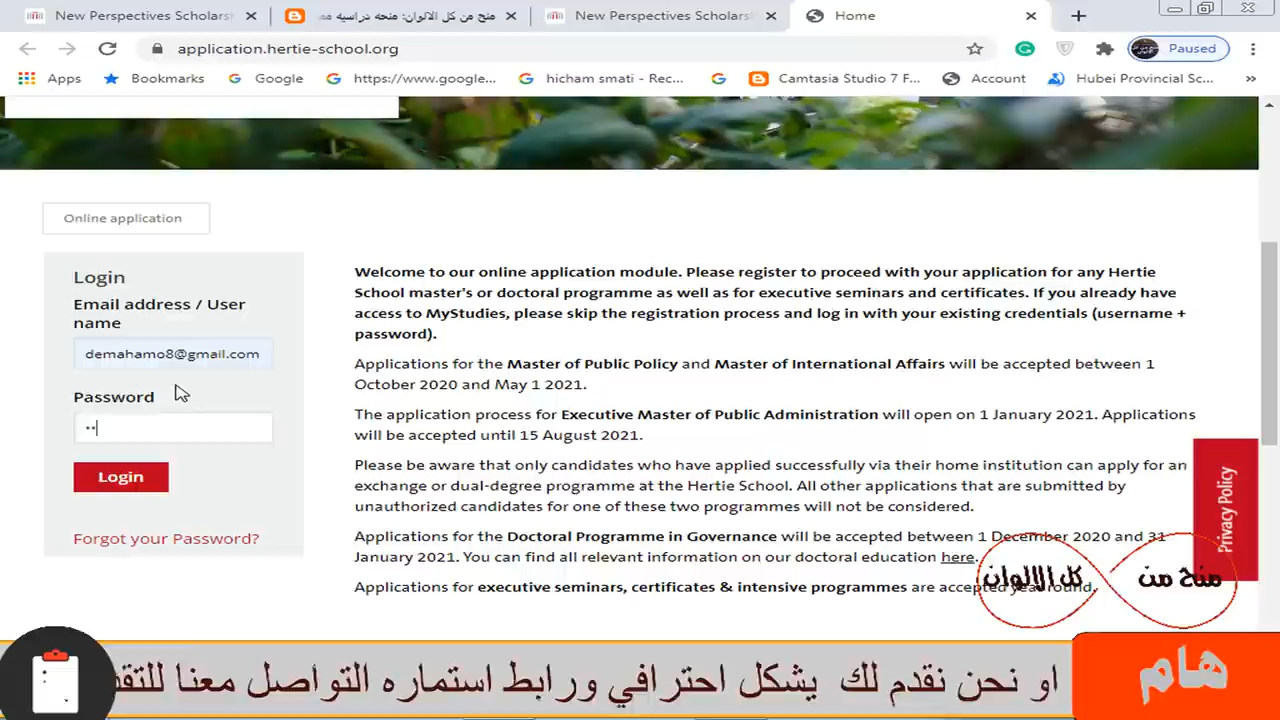 New Perspectives Scholarsh
منح من كل الالوان: منحه دراسيه مم
New Perspectives Scholarsh
Home
application.hertie-school.org
Paused
Apps
Bookmarks
Google
https://www.google...
hicham smati - Rec...
Camtasia Studio 7 F...
Account
Hubei Provincial Sc...
»
Online application
Login
Email address / User
name
demahamo8@gmail.com
Password
••
Login
Forgot your Password?
Welcome to our online application module. Please register to proceed with your application for any Hertie
School master's or doctoral programme as well as for executive seminars and certificates. If you already have
access to MyStudies, please skip the registration process and log in with your existing credentials (username +
password).
Applications for the Master of Public Policy and Master of International Affairs will be accepted between 1
October 2020 and May 1 2021.
The application process for Executive Master of Public Administration will open on 1 January 2021. Applications
will be accepted until 15 August 2021.
Please be aware that only candidates who have applied successfully via their home institution can apply for an
exchange or dual-degee programme at the Hertie School. All other applications that are submitted by
unauthorized candidates for one of these two programmes will not be considered.
Applications for the Doctoral Programme in Governance will be accepted between 1 December 2020 and 31
January 2021. You can find all relevant information on our doctoral education here.
Applications for executive seminars, certificates & intensive programmes are accepted year round.
Privacy Policy
منح من كل الالوان
هام
او نحن نقدم لك يشكل احترافي ورابط استماره التواصل معنا للتقد